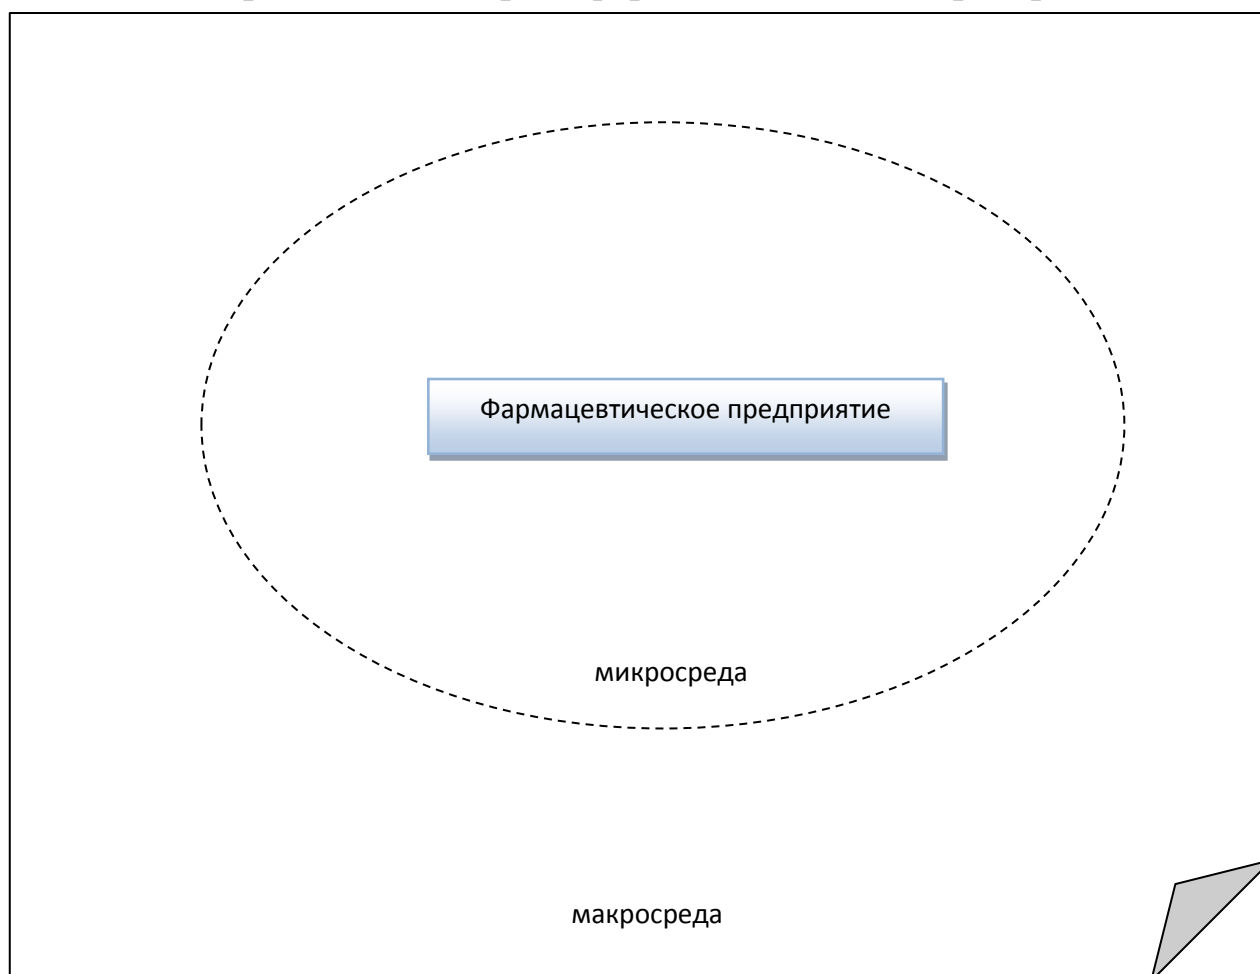 Фармацевтическое предприятие
микросреда
макросреда